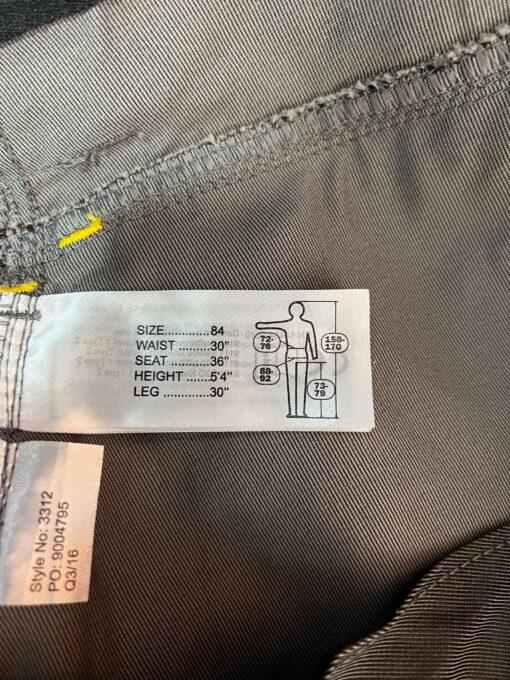 SIZE............84
WAIST ........30"
SEAT ..........36"
HEIGHT ......5'4"
LEG ............30"
72-
76
158-
170
88-
92
73-
79
Style No: 3312
PO: 9004795
Q3/16